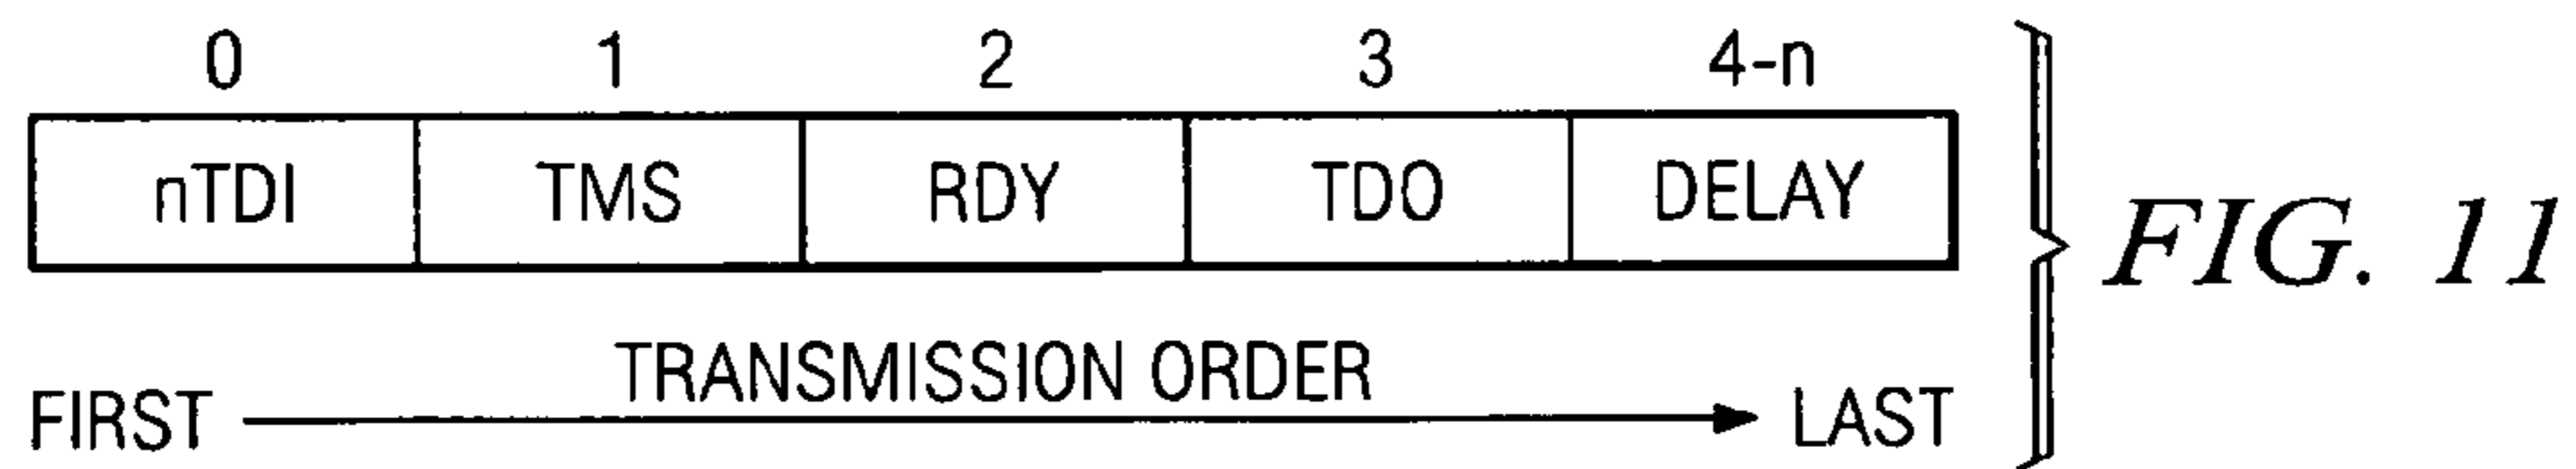 0 1 2 3 4-n
nTDI TMS RDY TDO DELAY
FIG. 11
TRANSMISSION ORDER
FIRST LAST